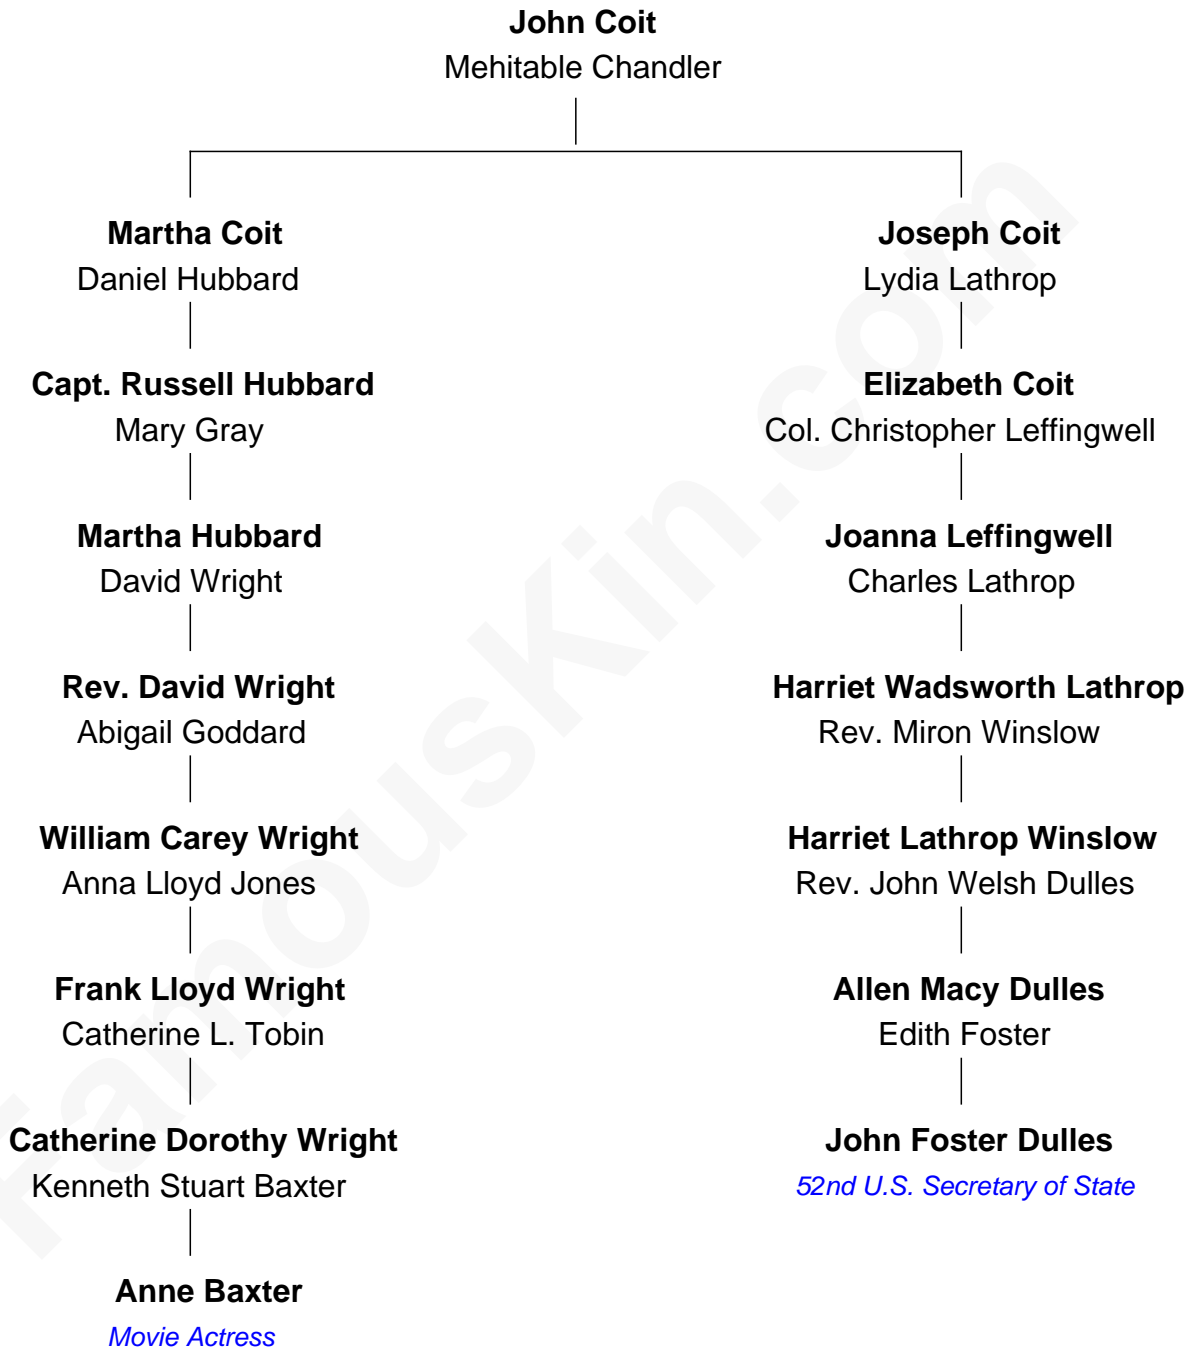 John Coit
Mehitable Chandler
Martha Coit
Daniel Hubbard
Joseph Coit
Lydia Lathrop
Capt. Russell Hubbard
Mary Gray
Elizabeth Coit
Col. Christopher Leffingwell
Martha Hubbard
David Wright
Joanna Leffingwell
Charles Lathrop
Rev. David Wright
Abigail Goddard
Harriet Wadsworth Lathrop
Rev. Miron Winslow
William Carey Wright
Anna Lloyd Jones
Harriet Lathrop Winslow
Rev. John Welsh Dulles
Frank Lloyd Wright
Catherine L. Tobin
Allen Macy Dulles
Edith Foster
Catherine Dorothy Wright
Kenneth Stuart Baxter
John Foster Dulles
52nd U.S. Secretary of State
Anne Baxter
Movie Actress
FamousKin.com